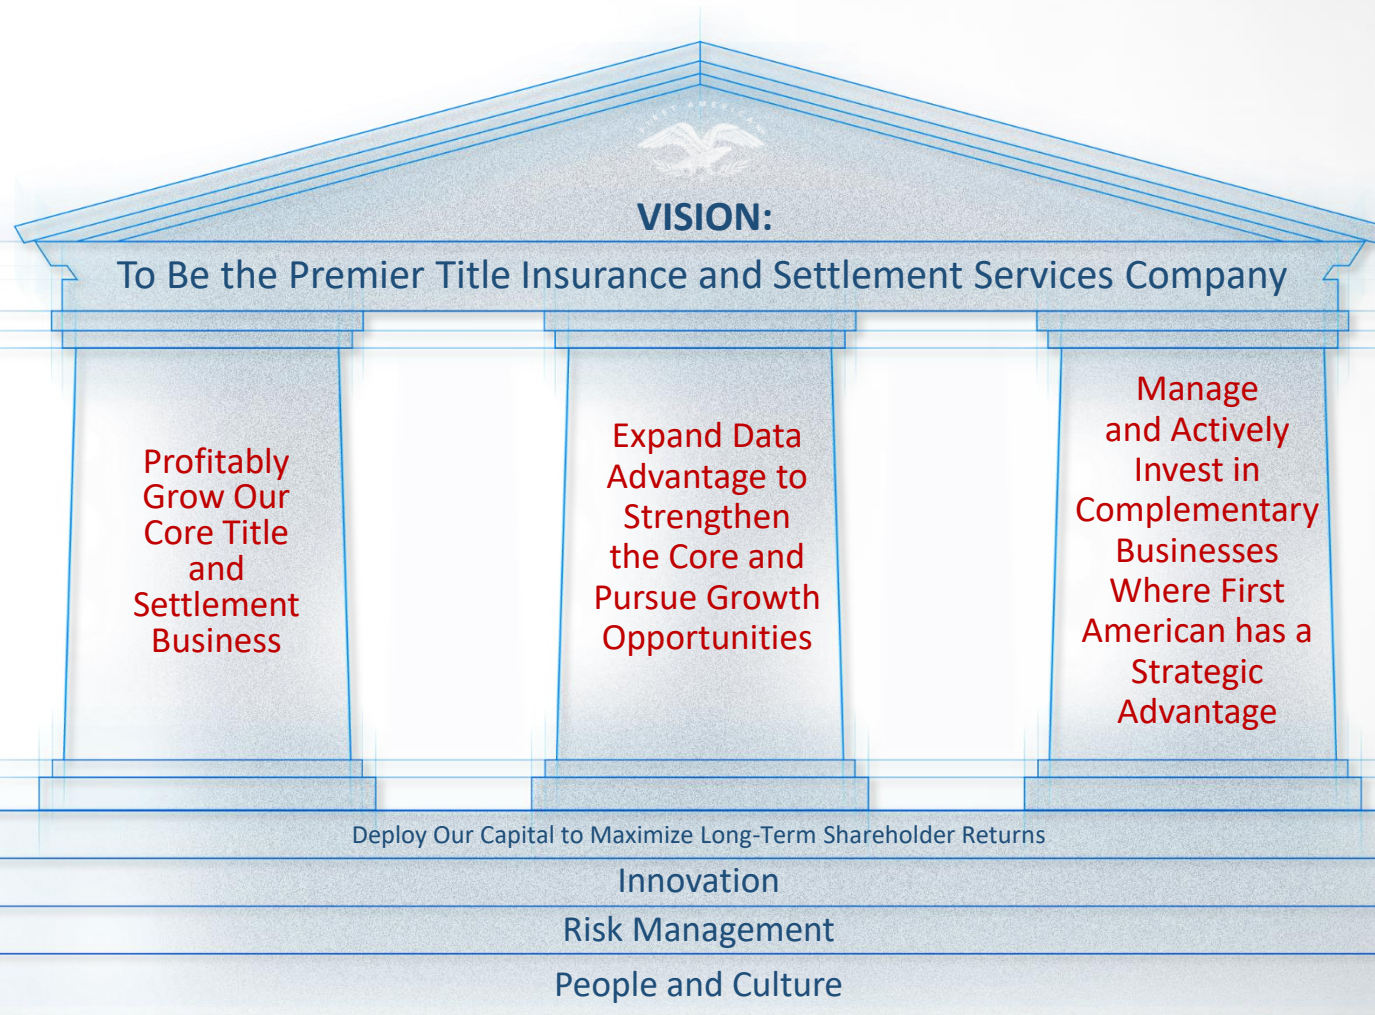 FIRST AMERICAN
VISION:
To Be the Premier Title Insurance and Settlement Services Company
Profitably
Grow Our
Core Title
and
Settlement
Business
Expand Data
Advantage to
Strengthen
the Core and
Pursue Growth
Opportunities
Manage
and Actively
Invest in
Complementary
Businesses
Where First
American has a
Strategic
Advantage
Deploy Our Capital to Maximize Long-Term Shareholder Returns
Innovation
Risk Management
People and Culture